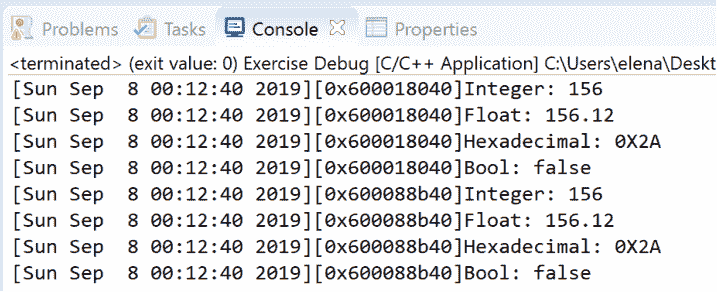 Problems Tasks Console Properties
<terminated> (exit value: 0) Exercise Debug [C/C++ Application] C:\Users\elena\Deskt
[Sun Sep  8 00:12:40 2019][0x600018040]Integer: 156
[Sun Sep  8 00:12:40 2019][0x600018040]Float: 156.12
[Sun Sep  8 00:12:40 2019][0x600018040]Hexadecimal: 0X2A
[Sun Sep  8 00:12:40 2019][0x600018040]Bool: false
[Sun Sep  8 00:12:40 2019][0x600088b40]Integer: 156
[Sun Sep  8 00:12:40 2019][0x600088b40]Float: 156.12
[Sun Sep  8 00:12:40 2019][0x600088b40]Hexadecimal: 0X2A
[Sun Sep  8 00:12:40 2019][0x600088b40]Bool: false